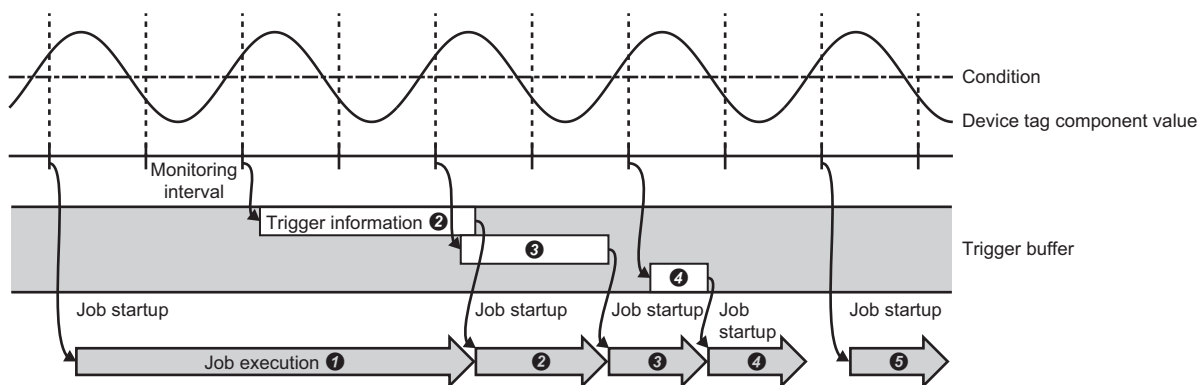 Condition
Device tag component value
Monitoring
interval
Trigger information ❷
❸
❹
Trigger buffer
Job startup
Job startup
Job startup
Job
startup
Job startup
Job execution ❶
❷
❸
❹
❺